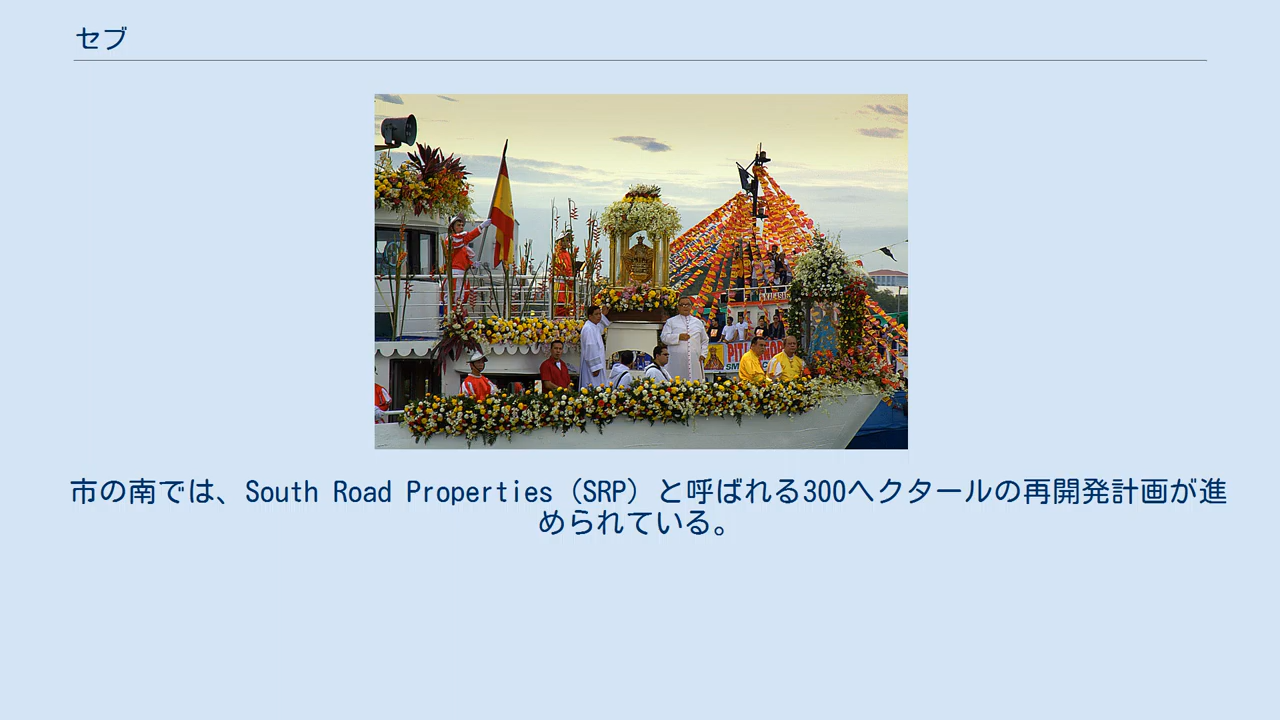 セブ
市の南では、South Road Properties（SRP）と呼ばれる300ヘクタールの再開発計画が進
められている。